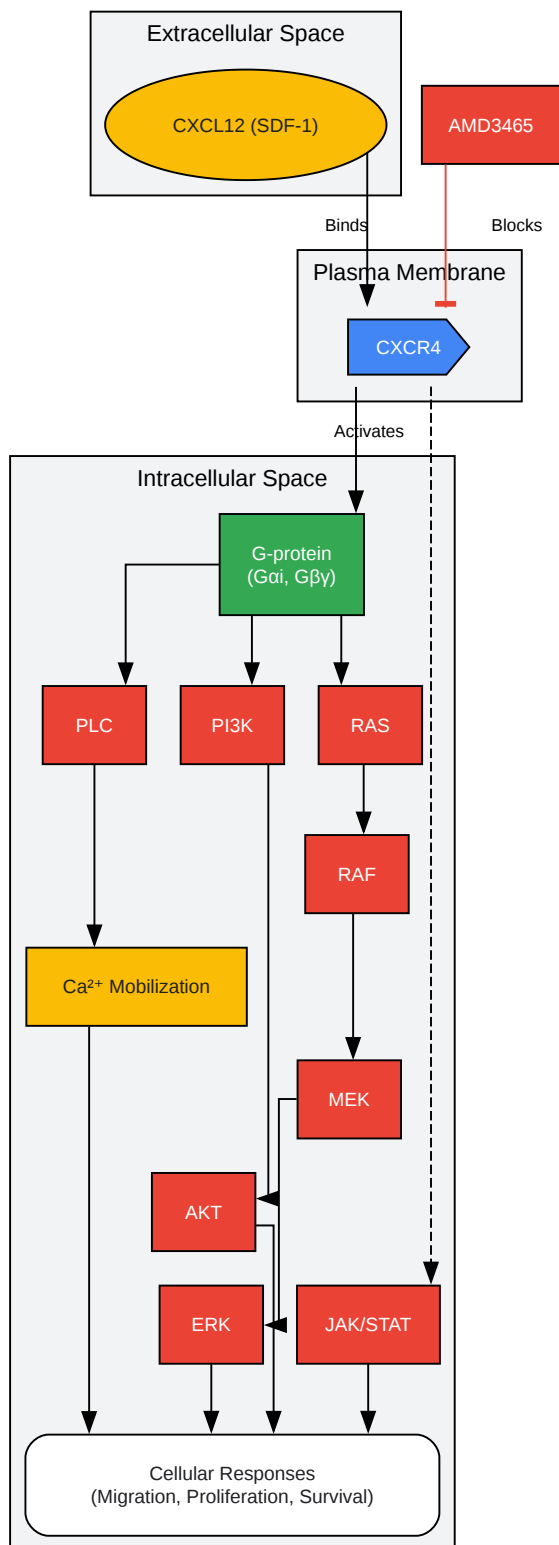 Extracellular Space
CXCL12 (SDF-1)
AMD3465
Binds
Blocks
Plasma Membrane
CXCR4
Activates
Intracellular Space
G-protein
(Gαi, Gβγ)
PLC
PI3K
RAS
RAF
Ca²⁺ Mobilization
MEK
AKT
ERK
JAK/STAT
Cellular Responses
(Migration, Proliferation, Survival)